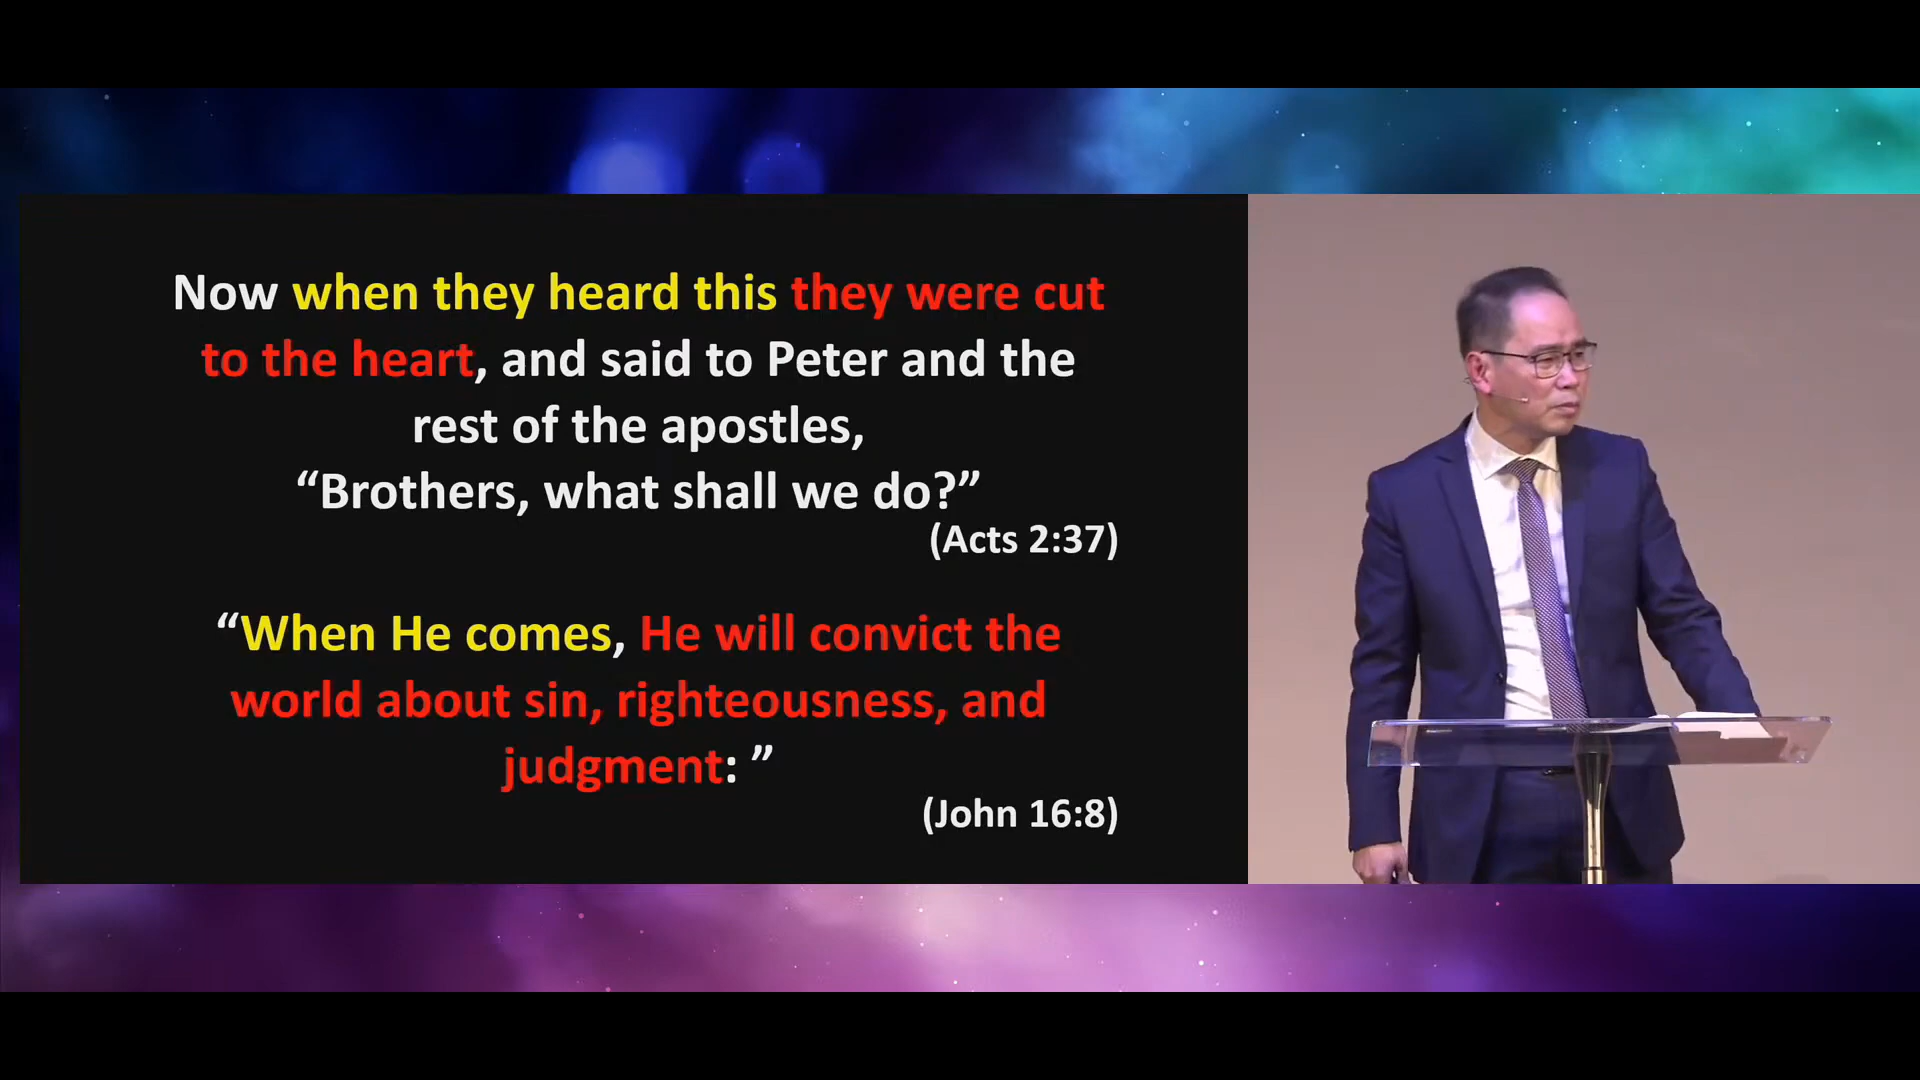 Now when they heard this they were cut
to the heart, and said to Peter and the
rest of the apostles,
“Brothers, what shall we do?”
(Acts 2:37)
“When He comes, He will convict the
world about sin, righteousness, and
judgment: ”
(John 16:8)